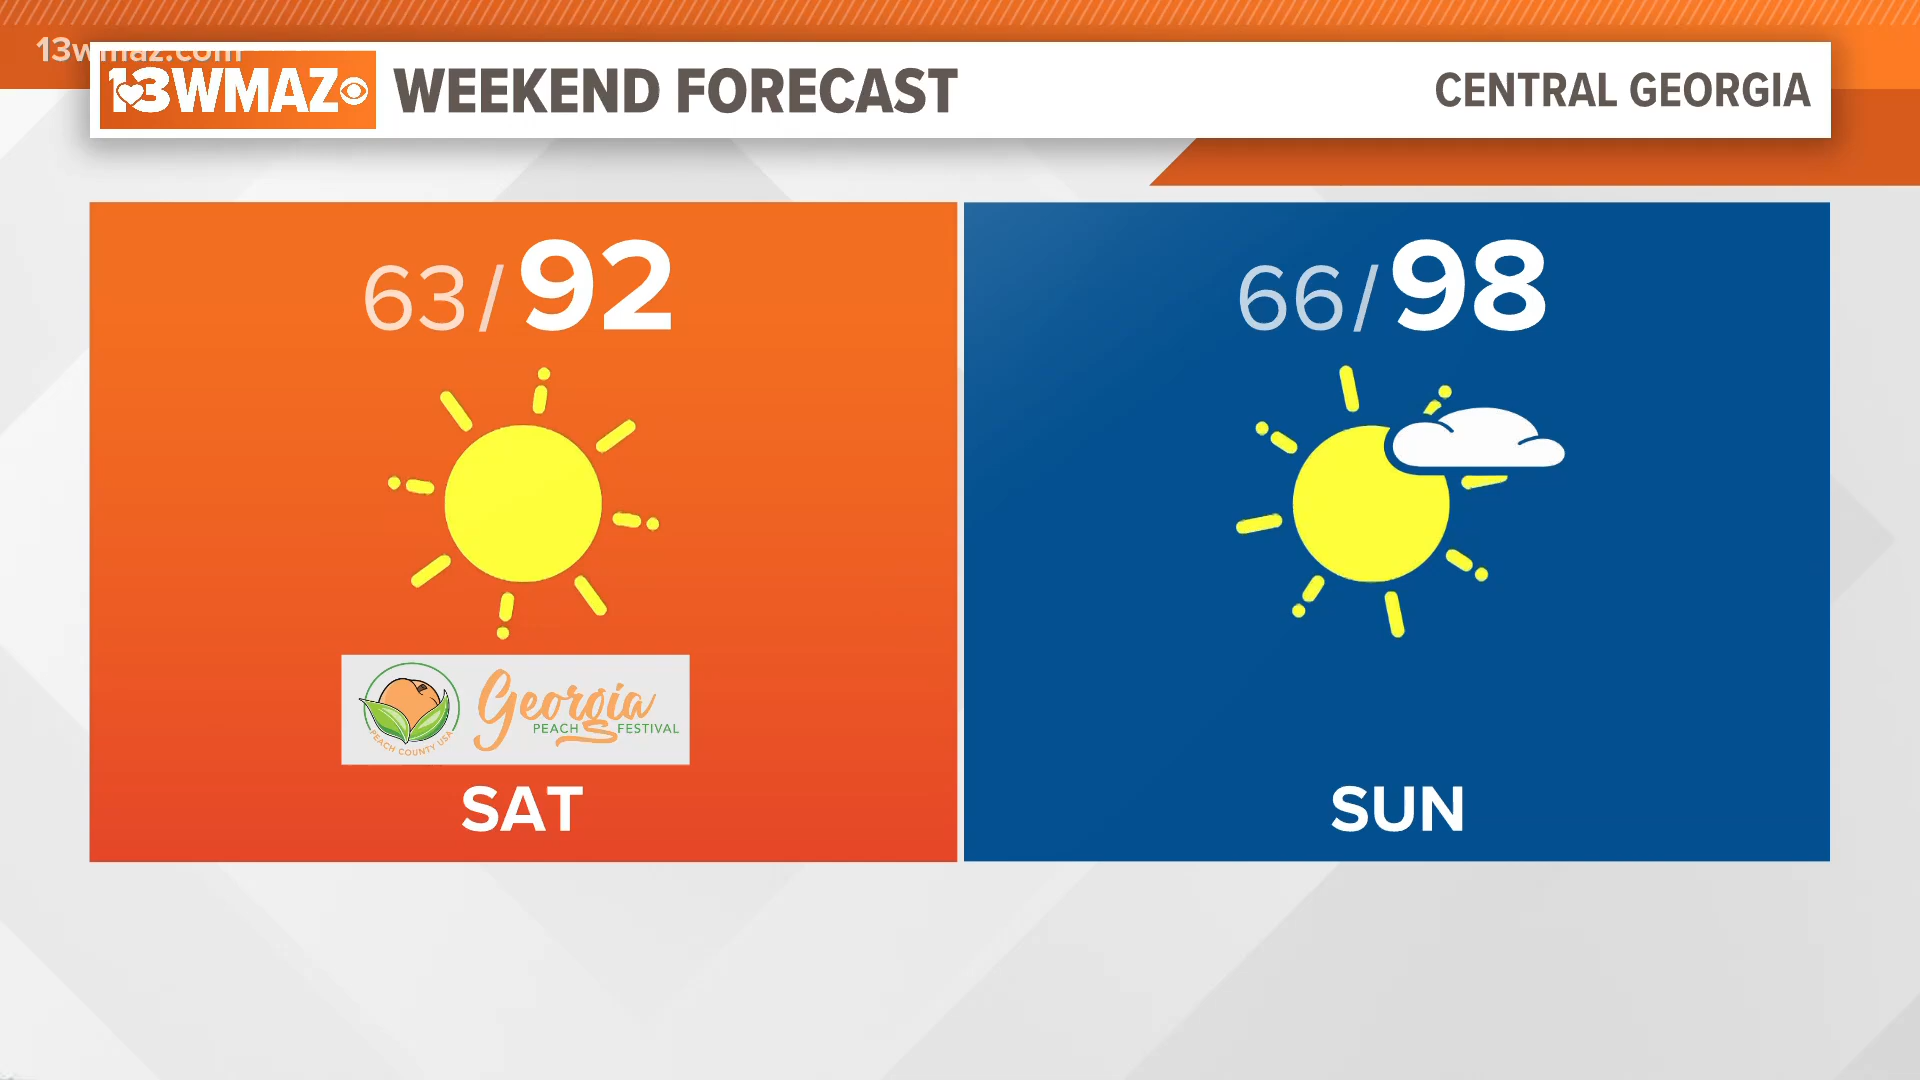 13wmaz.com
13WMAZ WEEKEND FORECAST
CENTRAL GEORGIA
63/92
66/98
PEACH COUNTY USA
Georgia
PEACH FESTIVAL
SAT
SUN